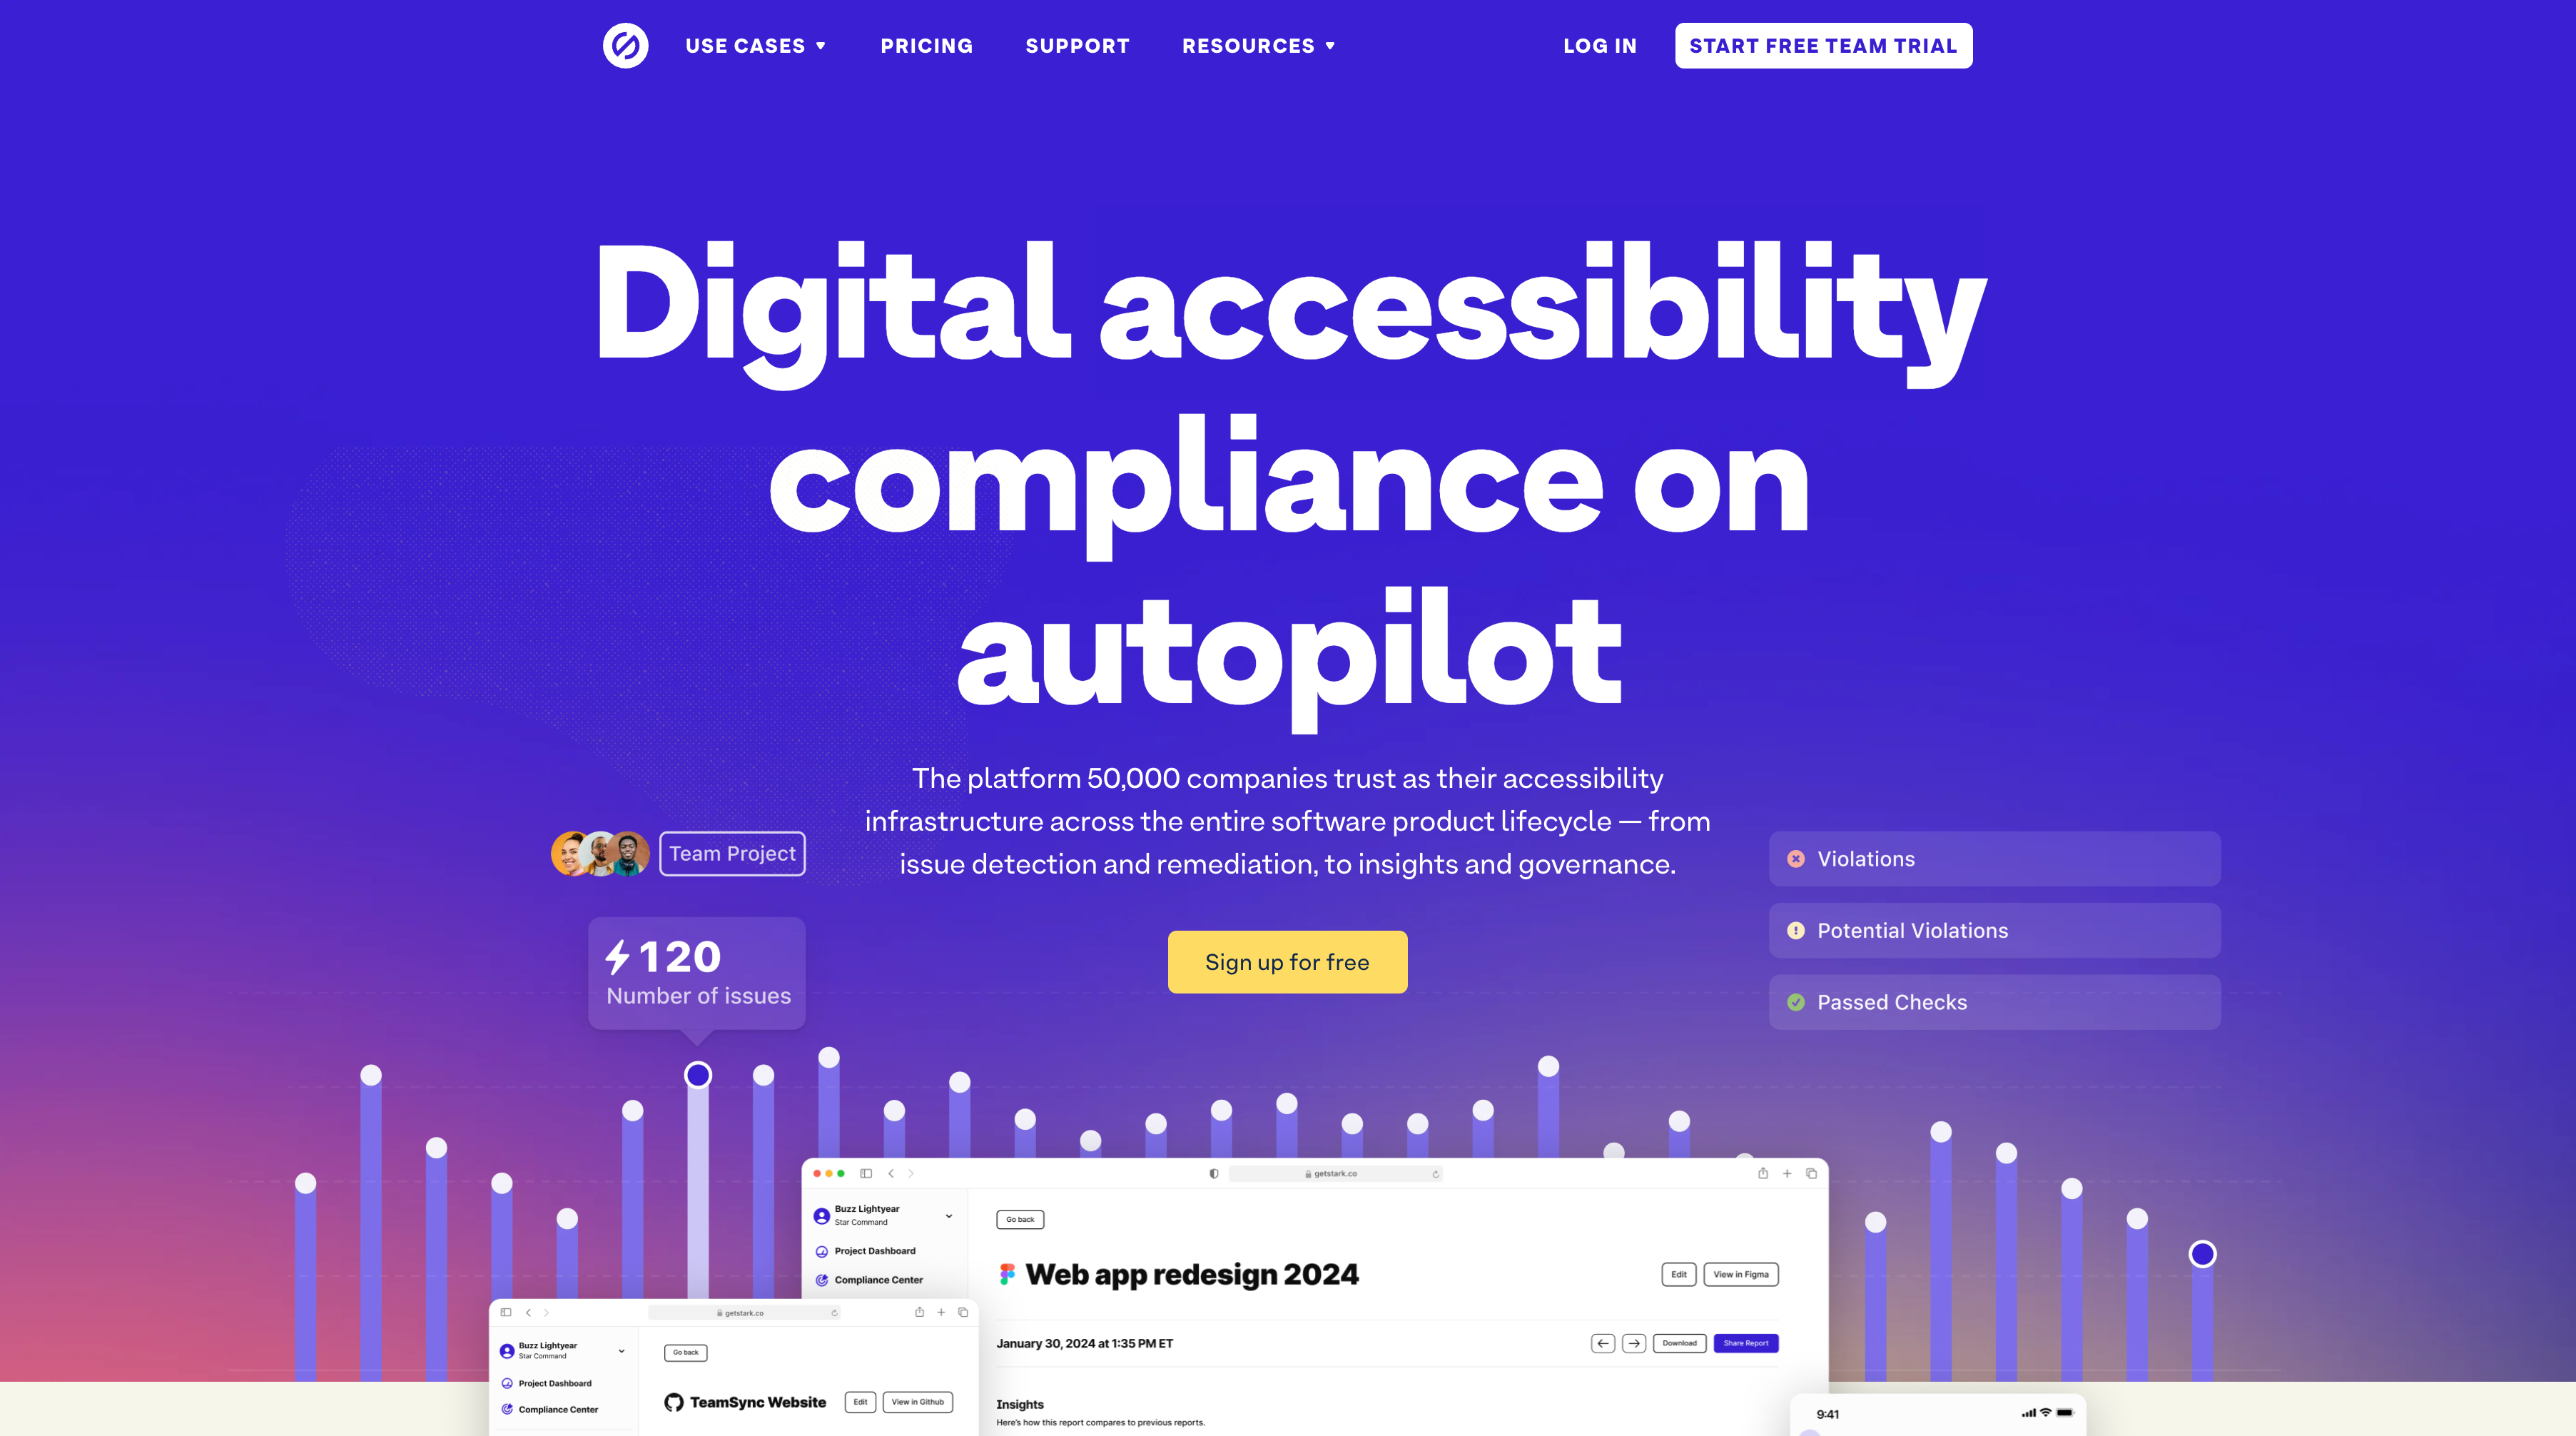 USE CASES
PRICING
SUPPORT
RESOURCES
LOG IN
START FREE TEAM TRIAL
Digital accessibility
compliance on
autopilot
The platform 50,000 companies trust as their accessibility
infrastructure across the entire software product lifecycle — from
issue detection and remediation, to insights and governance.
Sign up for free
Team Project
120
Number of issues
Violations
Potential Violations
Passed Checks
getstark.co
Buzz Lightyear
Star Command
Project Dashboard
Compliance Center
Go back
Web app redesign 2024
Edit
View in Figma
January 30, 2024 at 1:35 PM ET
Download
Share Report
Insights
Here's how this report compares to previous reports.
getstark.co
Buzz Lightyear
Star Command
Project Dashboard
Compliance Center
Go back
TeamSync Website
Edit
View in Github
9:41